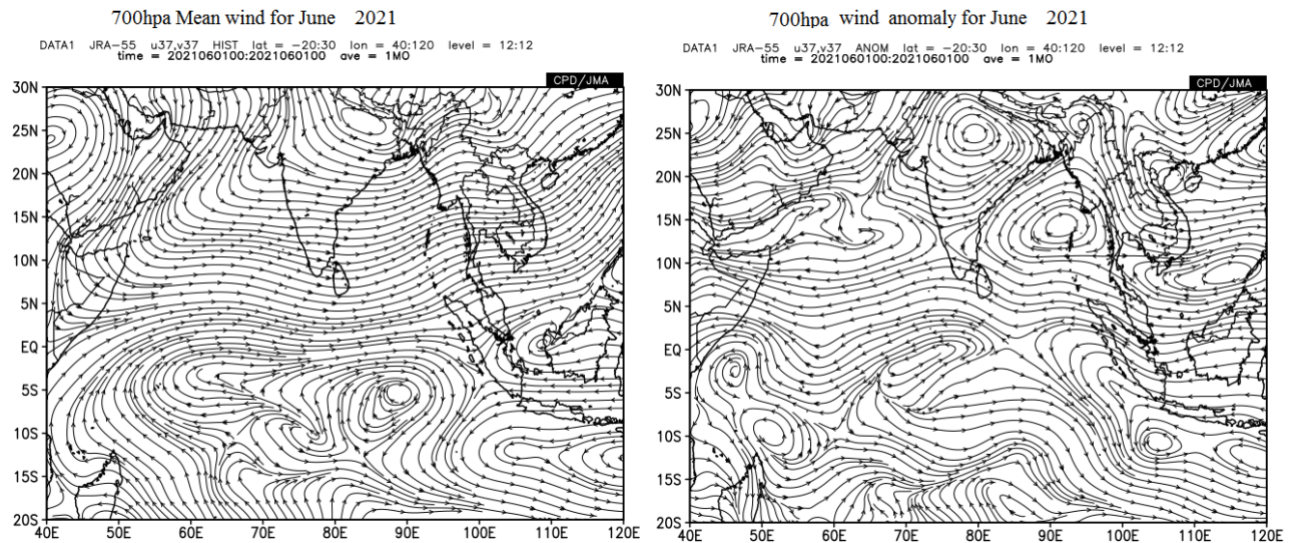 700hpa Mean wind for June 2021
DATA1 JRA-55 u37,v37 HIST lat = -20:30 lon = 40:120 level = 12:12
time = 2021060100:2021060100 ave = 1MO
CPD/JMA
30N
25N
20N
15N
10N
5N
EQ
5S
10S
15S
20S
40E 50E 60E 70E 80E 90E 100E 110E 120E
700hpa wind anomaly for June 2021
DATA1 JRA-55 u37,v37 ANOM lat = -20:30 lon = 40:120 level = 12:12
time = 2021060100:2021060100 ave = 1MO
CPD/JMA
30N
25N
20N
15N
10N
5N
EQ
5S
10S
15S
20S
40E 50E 60E 70E 80E 90E 100E 110E 120E